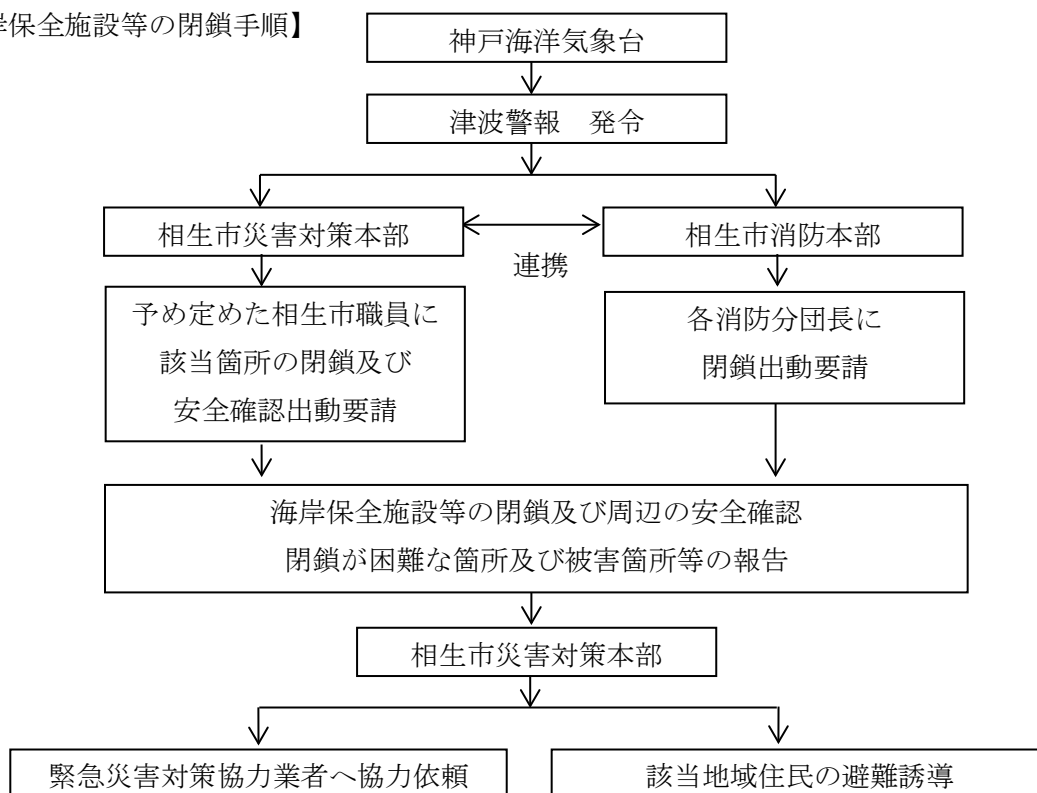 岸保全施設等の閉鎖手順】
神戸海洋気象台
津波警報　発令
相生市災害対策本部
連携
相生市消防本部
予め定めた相生市職員に
該当箇所の閉鎖及び
安全確認出動要請
各消防分団長に
閉鎖出動要請
海岸保全施設等の閉鎖及び周辺の安全確認
閉鎖が困難な箇所及び被害箇所等の報告
相生市災害対策本部
緊急災害対策協力業者へ協力依頼
該当地域住民の避難誘導